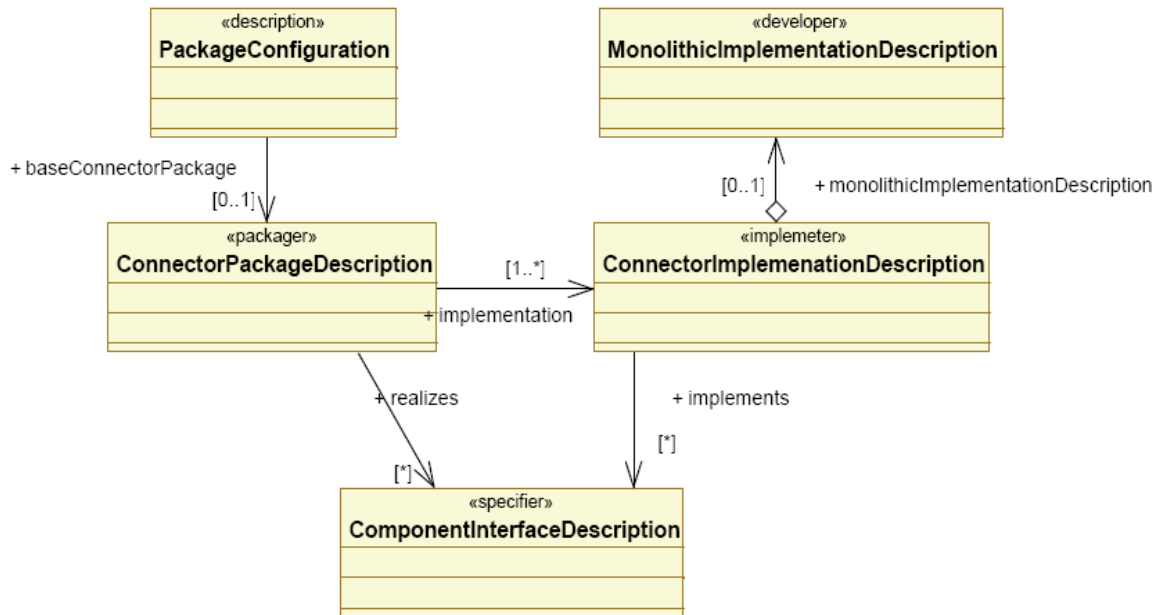 «description»
PackageConfiguration
«developer»
MonolithicImplementationDescription
+ baseConnectorPackage
[0..1]
[0..1]
+ monolithicImplementationDescription
«packager»
ConnectorPackageDescription
«implemeter»
ConnectorImplemenationDescription
[1..*]
+ implementation
+ realizes
+ implements
[*]
[*]
«specifier»
ComponentInterfaceDescription